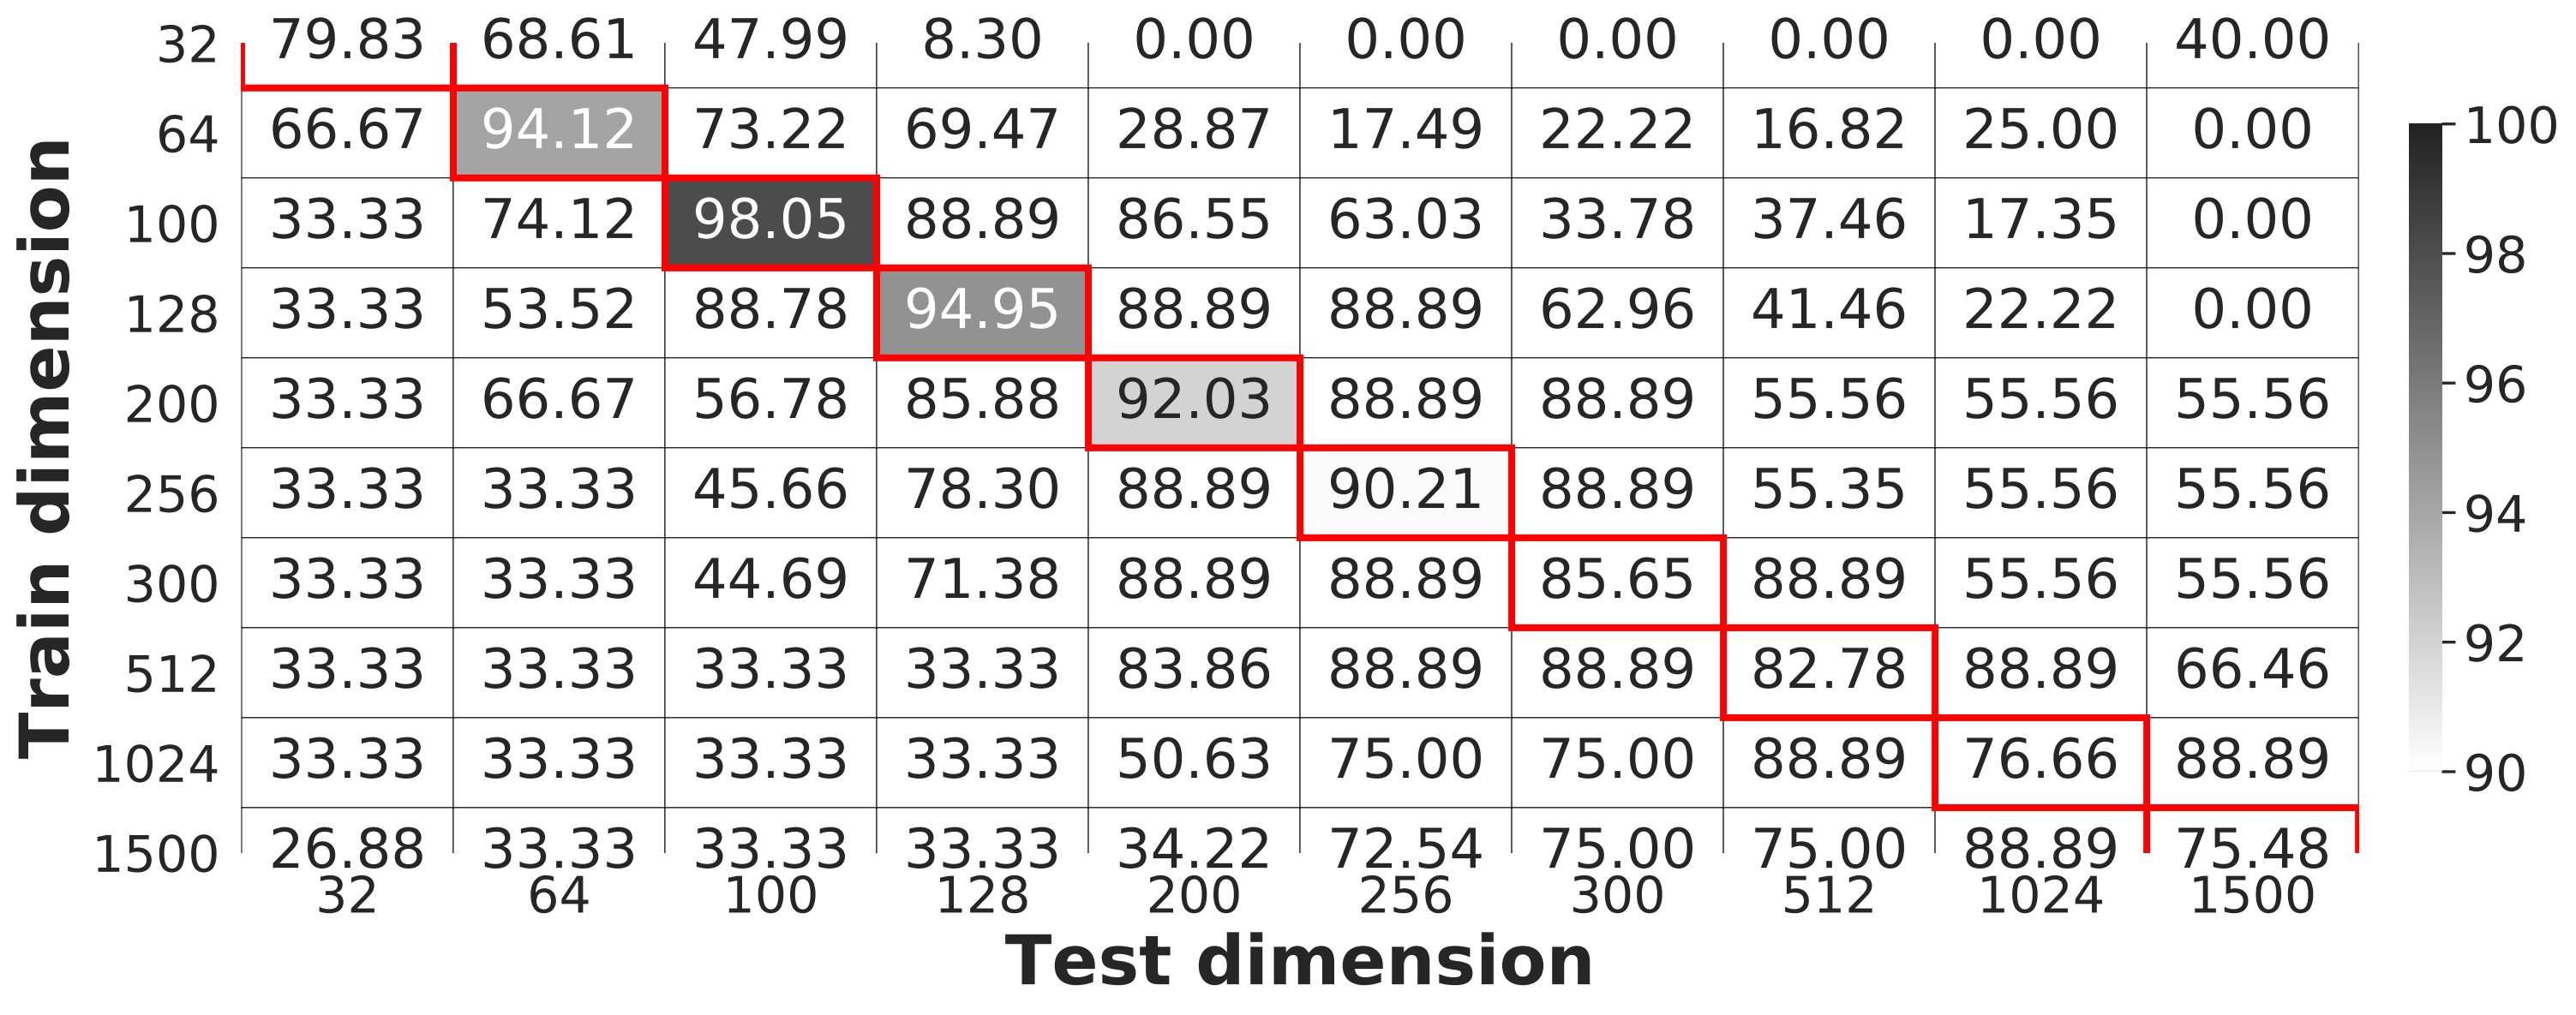 32 79.83 68.61 47.99 8.30 0.00 0.00 0.00 0.00 0.00 40.00
64 66.67 94.12 73.22 69.47 28.87 17.49 22.22 16.82 25.00 0.00
100 33.33 74.12 98.05 88.89 86.55 63.03 33.78 37.46 17.35 0.00
128 33.33 53.52 88.78 94.95 88.89 88.89 62.96 41.46 22.22 0.00
200 33.33 66.67 56.78 85.88 92.03 88.89 88.89 55.56 55.56 55.56
256 33.33 33.33 45.66 78.30 88.89 90.21 88.89 55.35 55.56 55.56
300 33.33 33.33 44.69 71.38 88.89 88.89 85.65 88.89 55.56 55.56
512 33.33 33.33 33.33 33.33 83.86 88.89 88.89 82.78 88.89 66.46
1024 33.33 33.33 33.33 33.33 50.63 75.00 75.00 88.89 76.66 88.89
1500 26.88 33.33 33.33 33.33 34.22 72.54 75.00 75.00 88.89 75.48
32 64 100 128 200 256 300 512 1024 1500
Test dimension
Train dimension
100
98
96
94
92
90